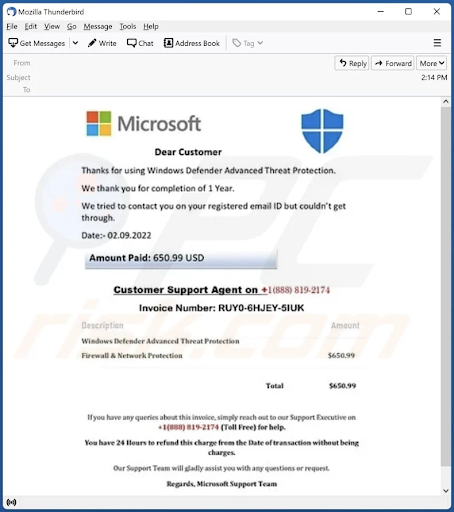 Mozilla Thunderbird
File Edit View Go Message Tools Help
Get Messages Write Chat Address Book Tag
From Reply Forward More
Subject 2:14 PM
To
Microsoft
Dear Customer
Thanks for using Windows Defender Advanced Threat Protection.
We thank you for completion of 1 Year.
We tried to contact you on your registered email ID but couldn't get
through.
Date:- 02.09.2022
Amount Paid: 650.99 USD
Customer Support Agent on +1(888) 819-2174
Invoice Number: RUY0-6HJEY-5IUK
Description Amount
Windows Defender Advanced Threat Protection
Firewall & Network Protection $650.99
Total $650.99
If you have any queries about this invoice, simply reach out to our Support Executive on
+1(888) 819-2174 (Toll Free) for help.
You have 24 Hours to refund this charge from the Date of transaction without being
charges.
Our Support Team will gladly assist you with any questions or request.
Regards, Microsoft Support Team
PC
risk.com